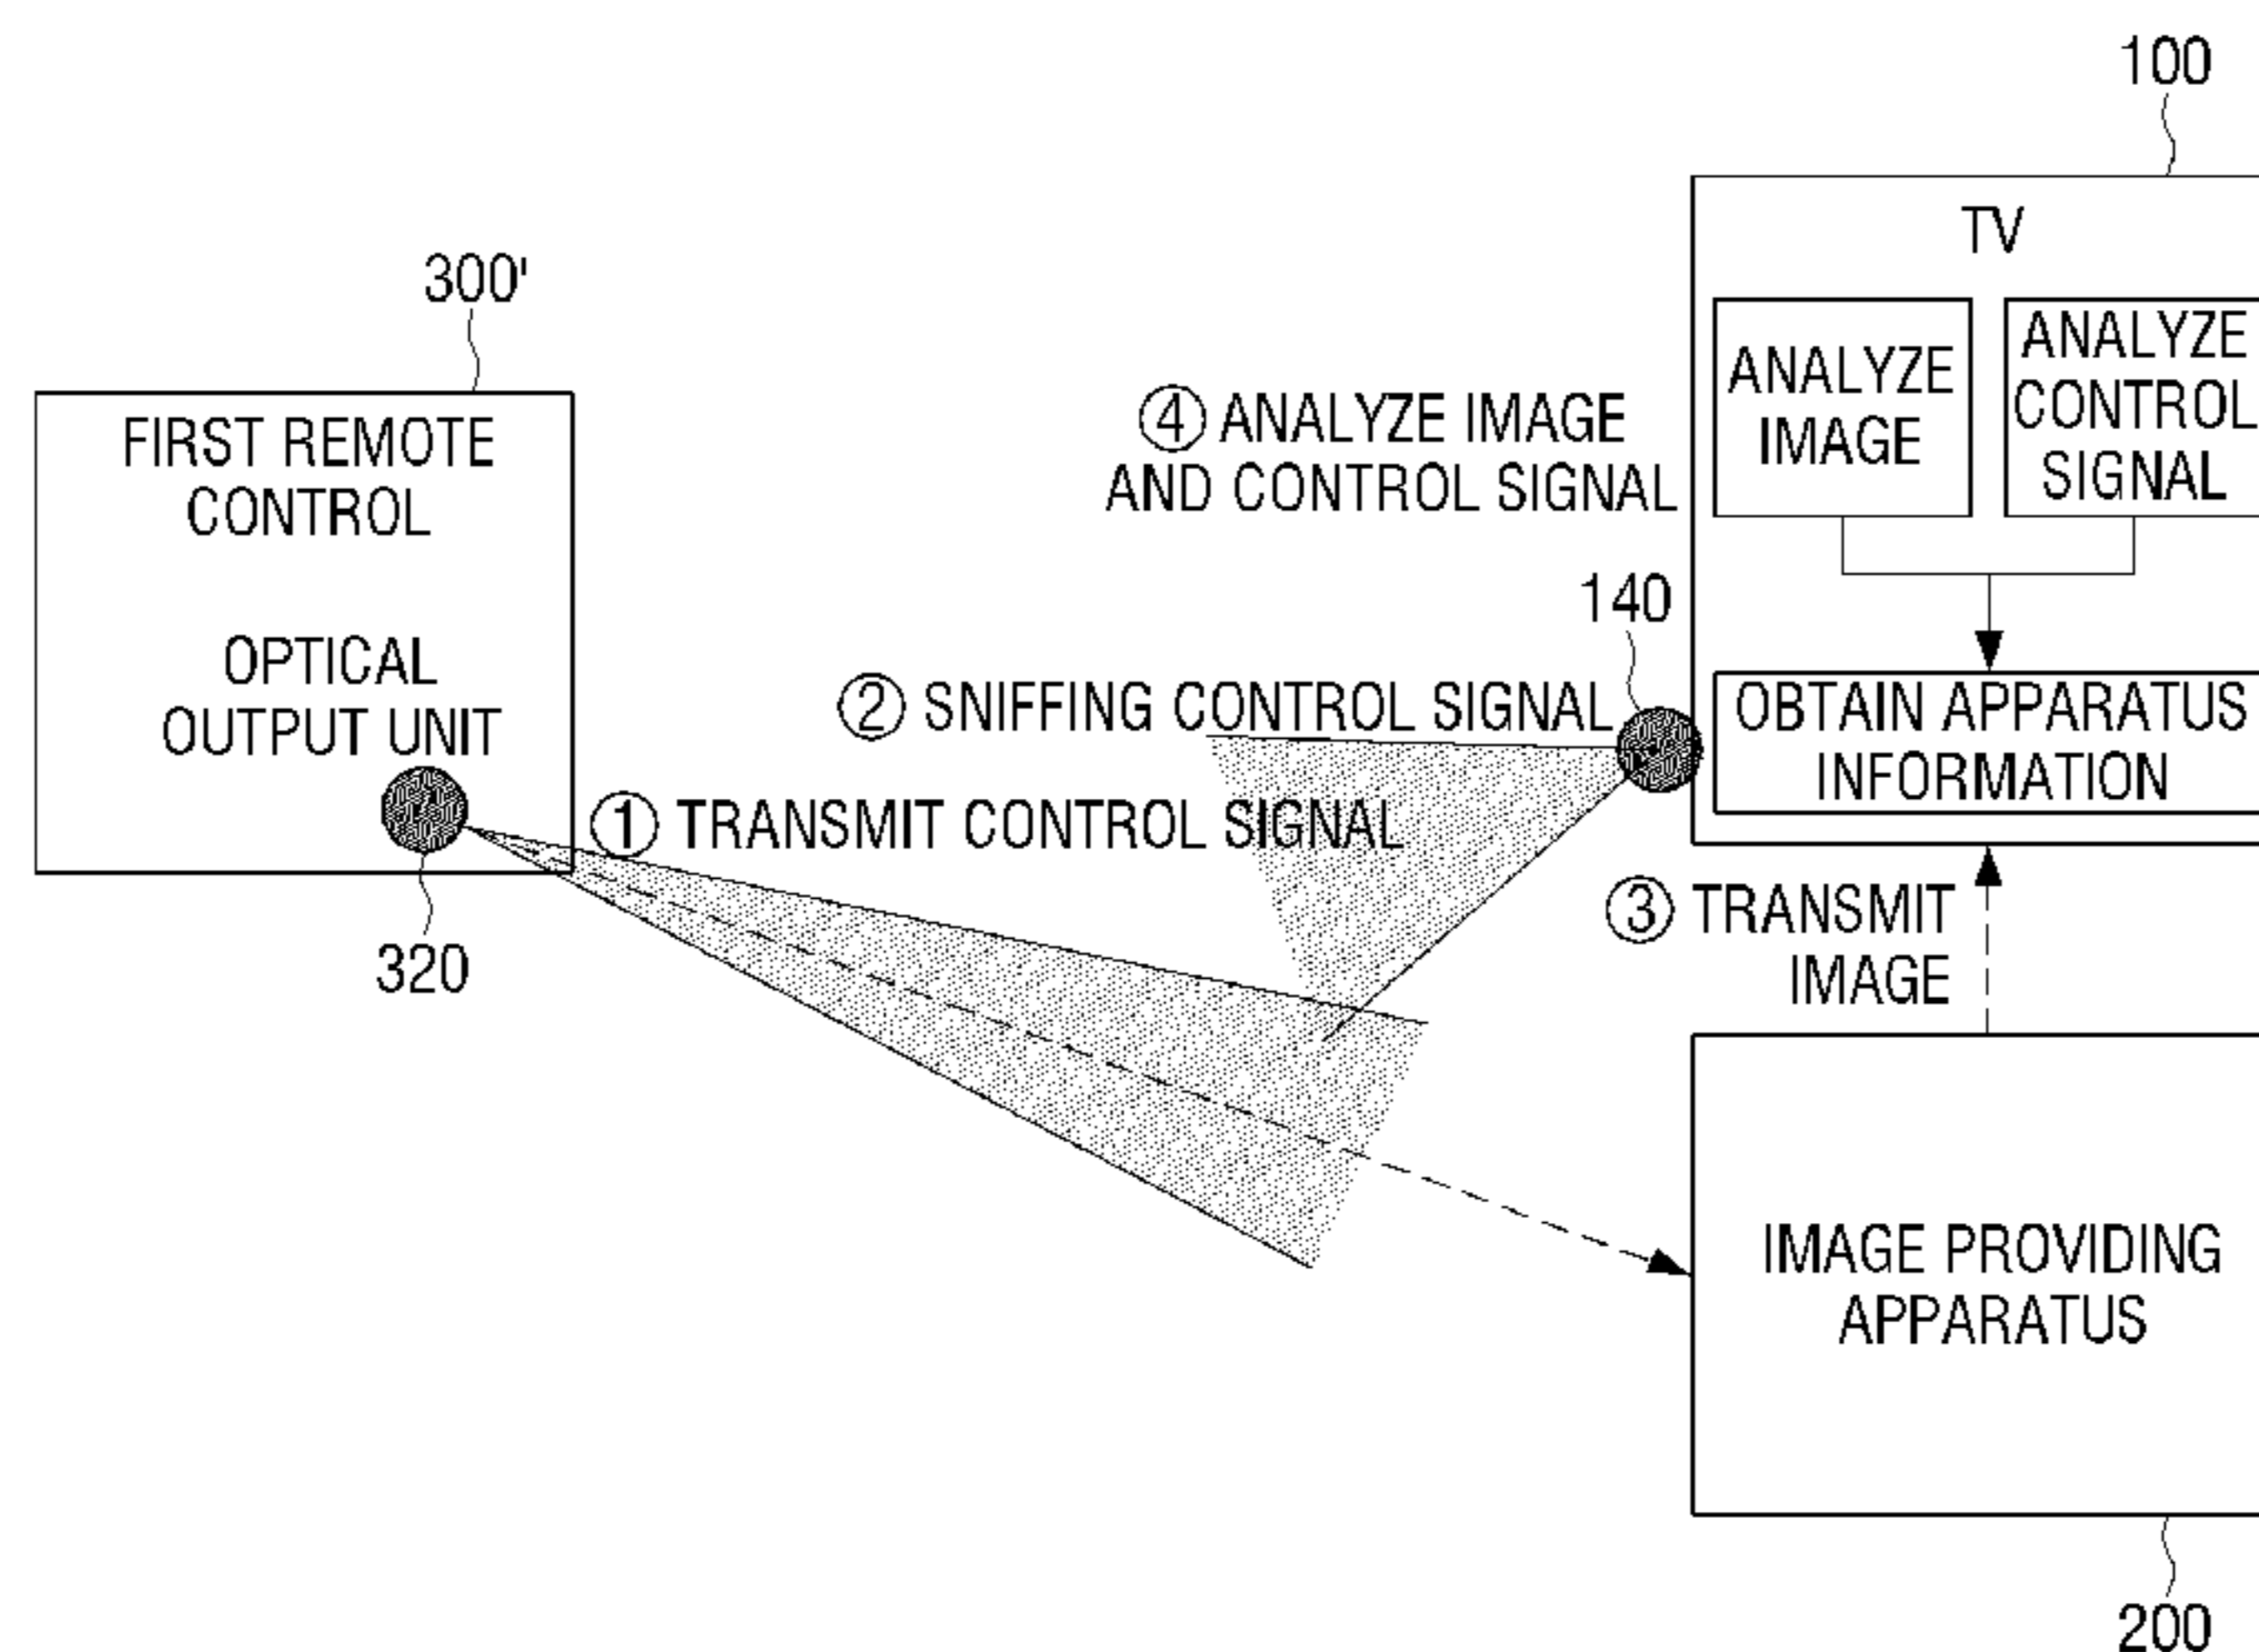 100
TV
300'
ANALYZE
IMAGE
ANALYZE
CONTROL
SIGNAL
FIRST REMOTE
CONTROL
④ ANALYZE IMAGE
AND CONTROL SIGNAL
140
OPTICAL
OUTPUT UNIT
② SNIFFING CONTROL SIGNAL
OBTAIN APPARATUS
INFORMATION
① TRANSMIT CONTROL SIGNAL
320
③ TRANSMIT
IMAGE
IMAGE PROVIDING
APPARATUS
200